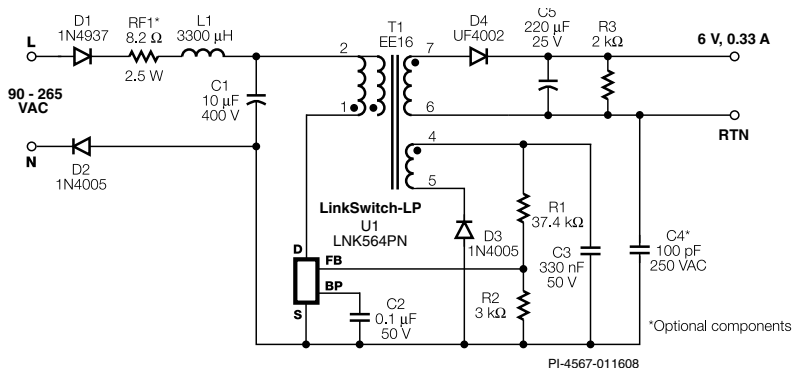 D1
1N4937
RF1*
8.2 Ω
2.5 W
L1
3300 µH
T1
EE16
D4
UF4002
C5
220 µF
25 V
R3
2 kΩ
6 V, 0.33 A
L
2
7
90 - 265
VAC
C1
10 µF
400 V
1
6
RTN
N
D2
1N4005
4
5
LinkSwitch-LP
U1
LNK564PN
D3
1N4005
R1
37.4 kΩ
C3
330 nF
50 V
C4*
100 pF
250 VAC
D
FB
BP
S
C2
0.1 µF
50 V
R2
3 kΩ
*Optional components
PI-4567-011608